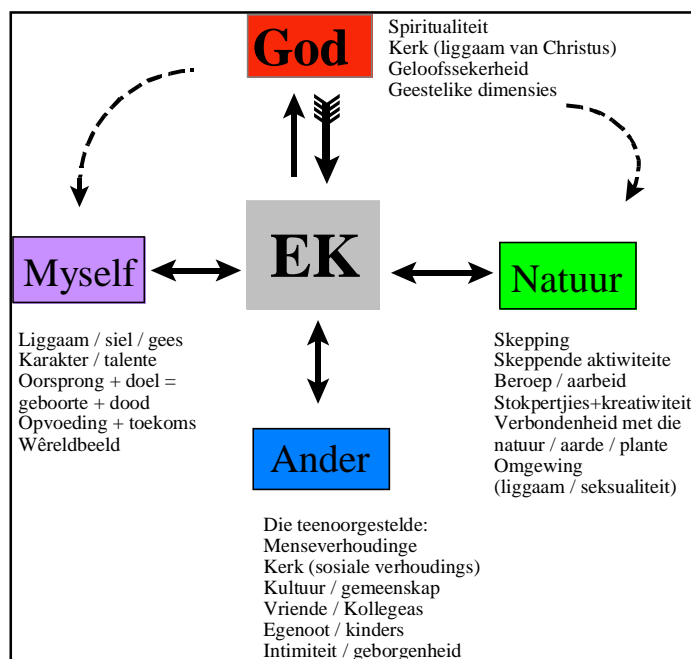 God
Spiritualiteit
Kerk (liggaam van Christus)
Geloofssekerheid
Geestelike dimensies
EK
Myself
Natuur
Liggaam / siel / gees
Karakter / talente
Oorsprong + doel =
geboorte + dood
Opvoeding + toekoms
Wêreldbeeld
Skepping
Skeppende aktiwiteite
Beroep / aarbeid
Stokpertjies+kreatiwiteit
Verbondenheid met die
natuur / aarde / plante
Omgewing
(liggaam / seksualiteit)
Ander
Die teenoorgestelde:
Menseverhoudinge
Kerk (sosiale verhoudings)
Kultuur / gemeenskap
Vriende / Kollegeas
Egenoot / kinders
Intimiteit / geborgenheid